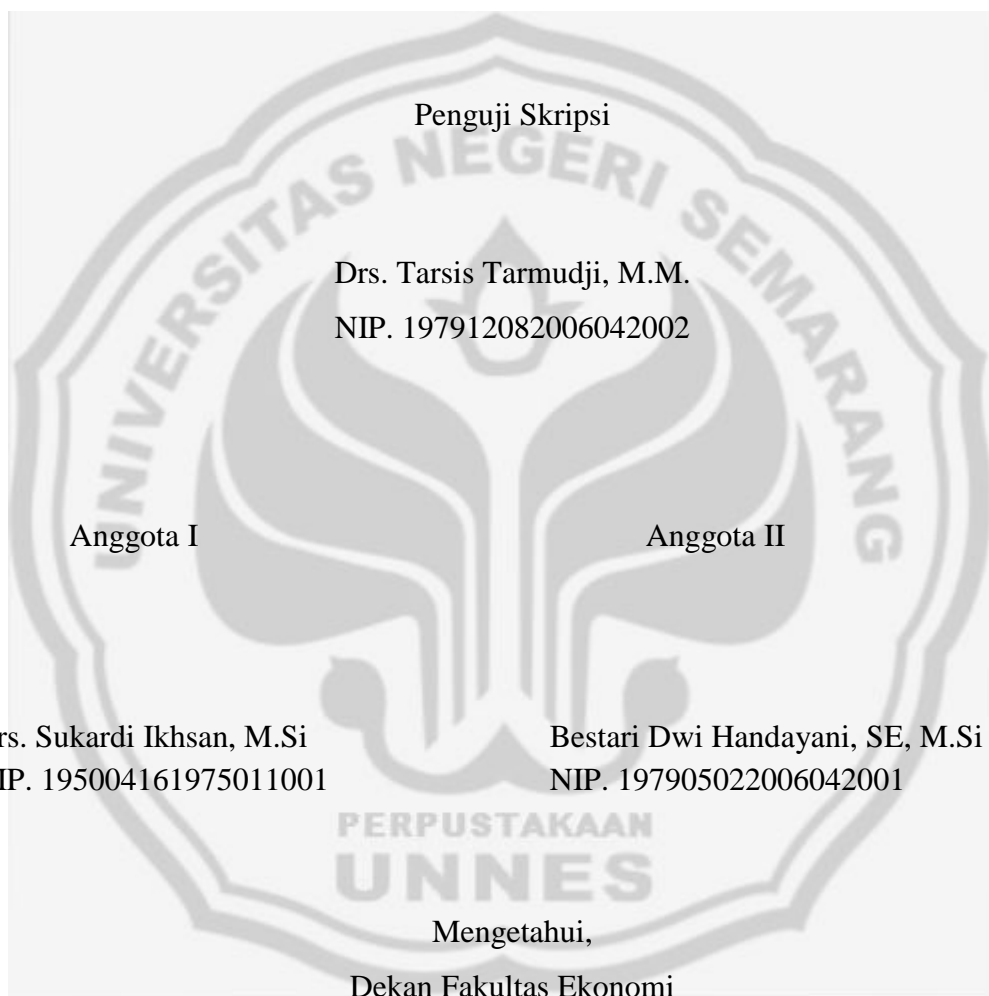 Penguji Skripsi
UNIVERSITAS NEGERI SEMARANG
Drs. Tarsis Tarmudji, M.M.
NIP. 197912082006042002
Anggota I Anggota II
rs. Sukardi Ikhsan, M.Si Bestari Dwi Handayani, SE, M.Si
IP. 195004161975011001 NIP. 197905022006042001
PERPUSTAKAAN
UNNES
Mengetahui,
Dekan Fakultas Ekonomi